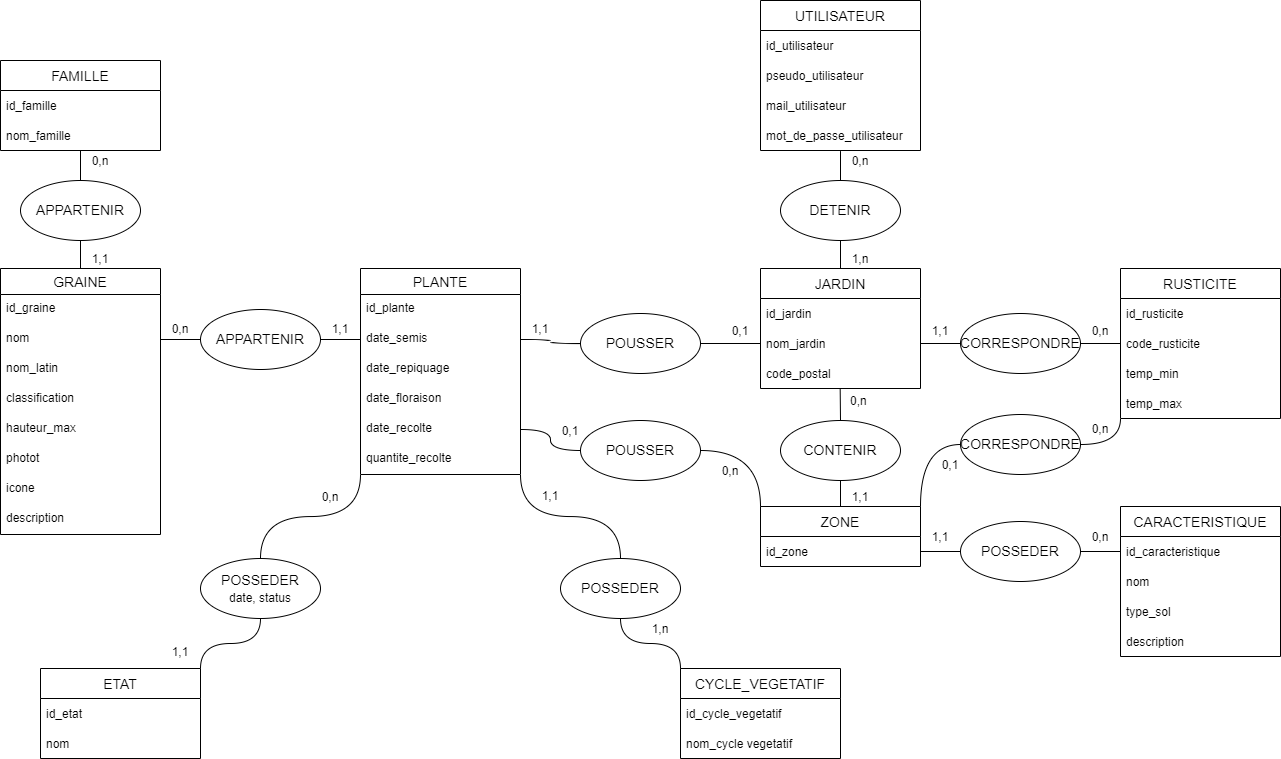 UTILISATEUR
id_utilisateur
pseudo_utilisateur
mail_utilisateur
mot_de_passe_utilisateur
0,n
DETENIR
1,n
FAMILLE
id_famille
nom_famille
0,n
APPARTENIR
1,1
GRAINE
id_graine
nom
nom_latin
classification
hauteur_max
photot
icone
description
0,n
APPARTENIR
1,1
PLANTE
id_plante
date_semis
date_repiquage
date_floraison
date_recolte
quantite_recolte
1,1
POUSSER
0,1
JARDIN
id_jardin
nom_jardin
code_postal
1,1
CORRESPONDRE
0,n
RUSTICITE
id_rusticite
code_rusticite
temp_min
temp_max
0,1
POUSSER
0,n
0,n
CONTENIR
1,1
0,1
CORRESPONDRE
0,n
ZONE
id_zone
1,1
POSSEDER
0,n
CARACTERISTIQUE
id_caracteristique
nom
type_sol
description
0,n
POSSEDER
date, status
1,1
ETAT
id_etat
nom
1,1
POSSEDER
1,n
CYCLE_VEGETATIF
id_cycle_vegetatif
nom_cycle vegetatif